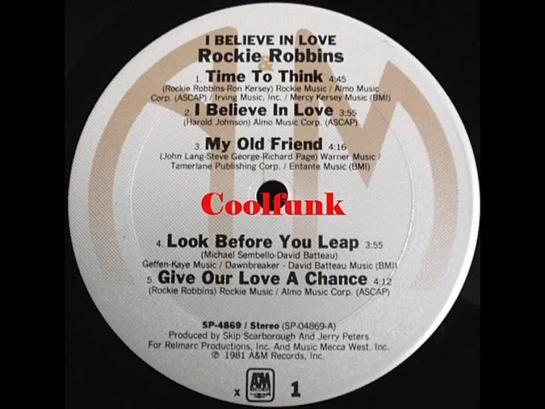 I BELIEVE IN LOVE
Rockie Robbins
1. Time To Think 4:45
(Rockie Robbins-Ron Kersey) Rockie Music / Almo Music
Corp. (ASCAP) / Irving Music, Inc. / Mercy Kersey Music (BMI)
2. I Believe In Love 3:55
(Harold Johnson) Almo Music Corp. (ASCAP)
3. My Old Friend 4:16
(John Lang-Steve George-Richard Page) Warner Music /
Tamerlane Publishing Corp. / Entante Music (BMI)
Coolfunk
4. Look Before You Leap 3:55
(Michael Sembello-David Batteau)
Geffen-Kaye Music / Dawnbreaker - David Batteau Music (BMI)
5. Give Our Love A Chance 4:12
(Rockie Robbins) Rockie Music / Almo Music Corp. (ASCAP)
SP-4869 / Stereo (SP-04869-A)
Produced by Skip Scarborough And Jerry Peters
For Relmarc Productions, Inc. And Music Mecca West, Inc.
℗ 1981 A&M Records, Inc.
x A&M 1